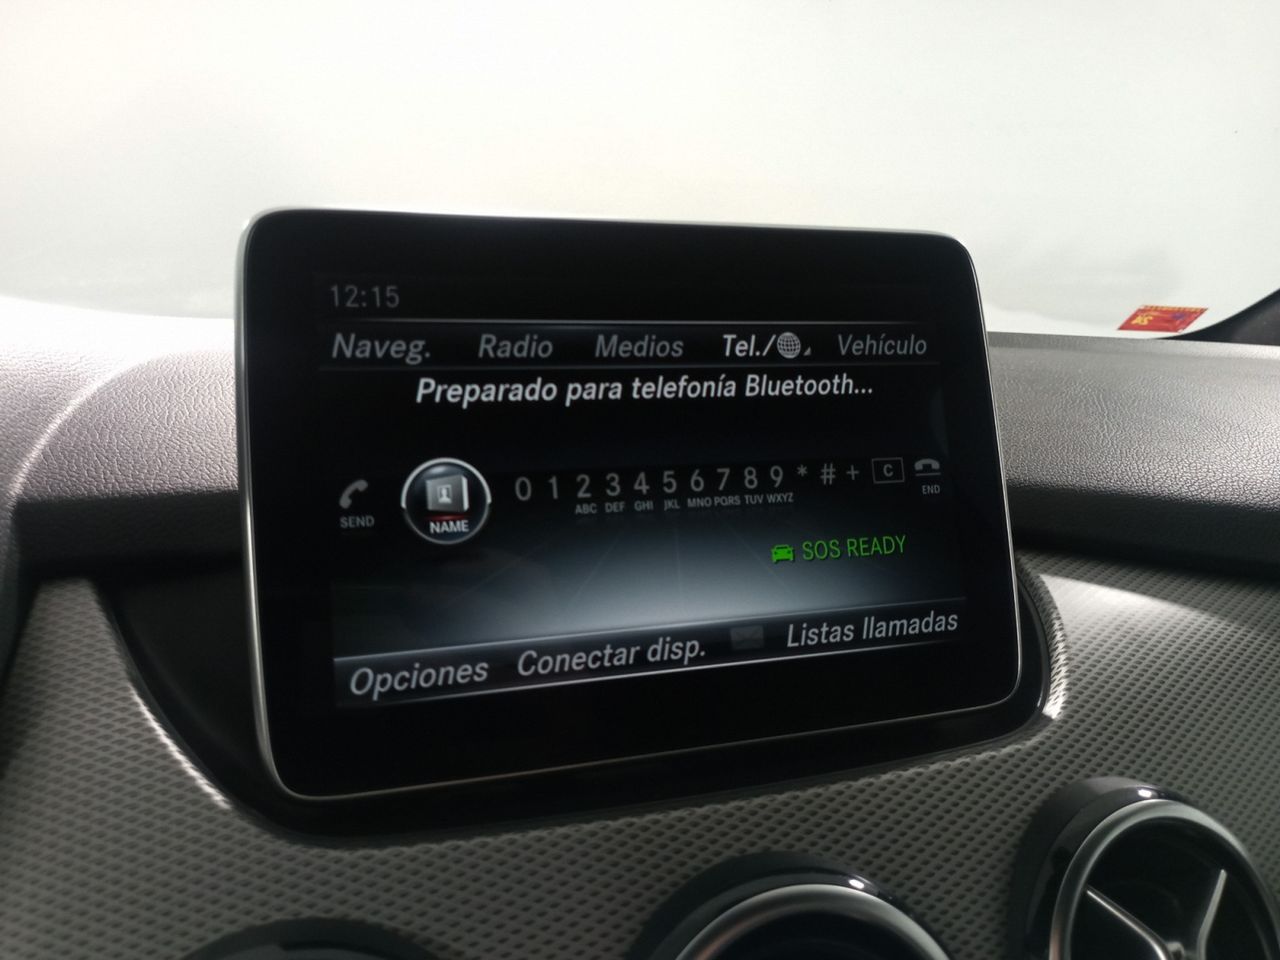 12:15
Naveg. Radio Medios Tel./ Vehículo
Preparado para telefonía Bluetooth...
SEND NAME 0 1 2 3 4 5 6 7 8 9 * # + C END
ABC DEF GHI JKL MNO PQRS TUV WXYZ
SOS READY
Opciones Conectar disp. Listas llamadas